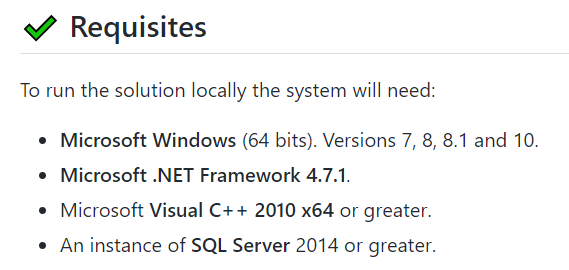 Requisites
To run the solution locally the system will need:
Microsoft Windows (64 bits). Versions 7, 8, 8.1 and 10.
Microsoft .NET Framework 4.7.1.
Microsoft Visual C++ 2010 x64 or greater.
An instance of SQL Server 2014 or greater.